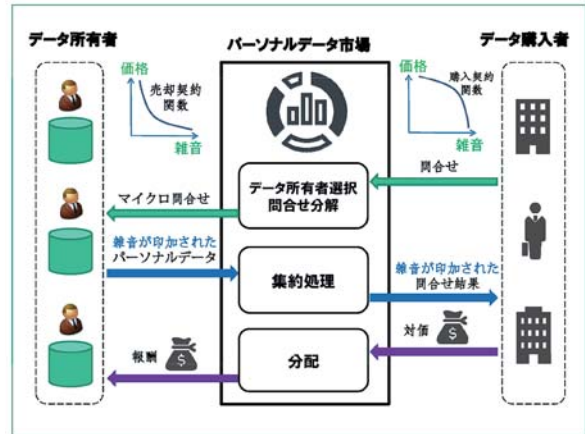 データ所有者
パーソナルデータ市場
データ購入者
価格
売却契約
関数
雑音
価格
購入契約
関数
雑音
問合せ
データ所有者選択
問合せ分解
マイクロ問合せ
雑音が印加された
パーソナルデータ
集約処理
雑音が印加された
問合せ結果
対価
$
報酬
$
分配